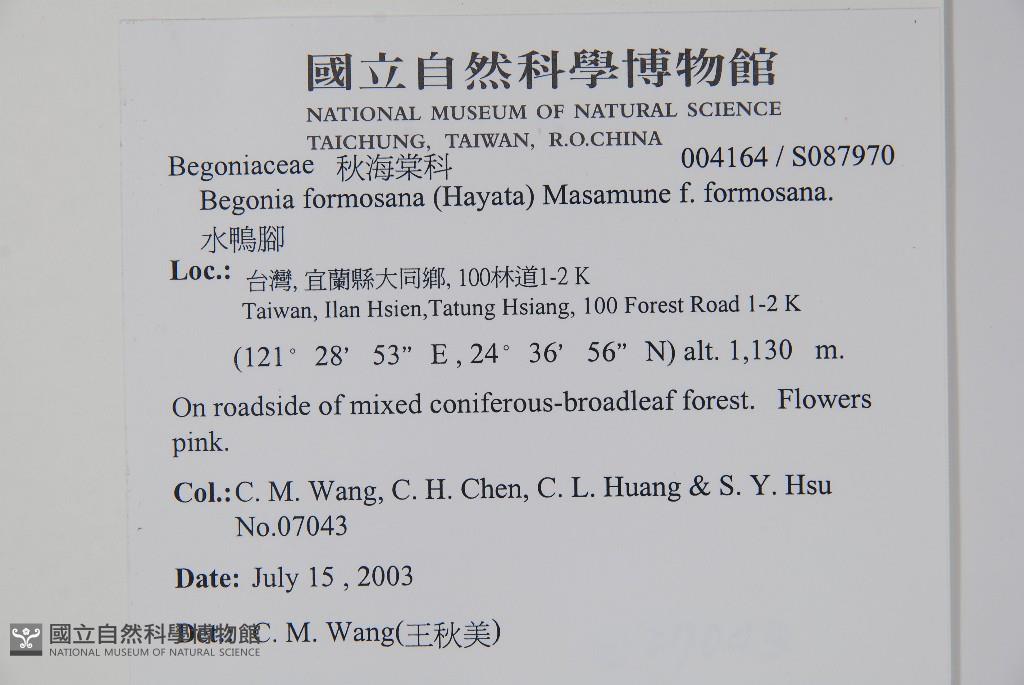 國立自然科學博物館
NATIONAL MUSEUM OF NATURAL SCIENCE
TAICHUNG, TAIWAN, R.O.CHINA
Begoniaceae 秋海棠科 004164 / S087970
Begonia formosana (Hayata) Masamune f. formosana.
水鴨腳
Loc.: 台灣, 宜蘭縣大同鄉, 100林道1-2 K
Taiwan, Ilan Hsien,Tatung Hsiang, 100 Forest Road 1-2 K
(121° 28’ 53” E , 24° 36’ 56” N) alt. 1,130 m.
On roadside of mixed coniferous-broadleaf forest. Flowers
pink.
Col.: C. M. Wang, C. H. Chen, C. L. Huang & S. Y. Hsu
No.07043
Date: July 15 , 2003
Det.: C. M. Wang(王秋美)
國立自然科學博物館
NATIONAL MUSEUM OF NATURAL SCIENCE